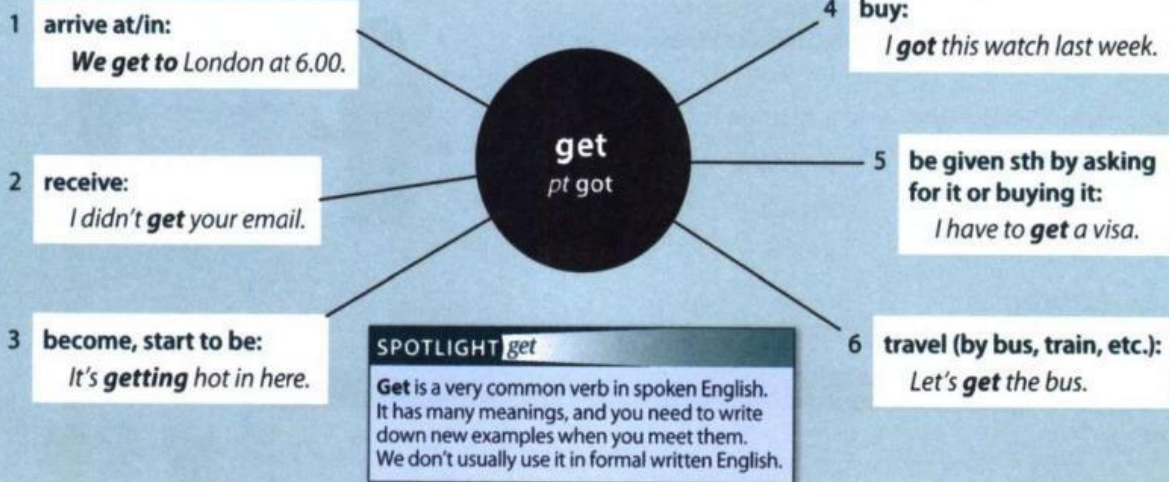 1 arrive at/in:
We get to London at 6.00.
2 receive:
I didn't get your email.
3 become, start to be:
It's getting hot in here.
get
pt got
4 buy:
I got this watch last week.
5 be given sth by asking
for it or buying it:
I have to get a visa.
6 travel (by bus, train, etc.):
Let's get the bus.
SPOTLIGHT get
Get is a very common verb in spoken English.
It has many meanings, and you need to write
down new examples when you meet them.
We don't usually use it in formal written English.